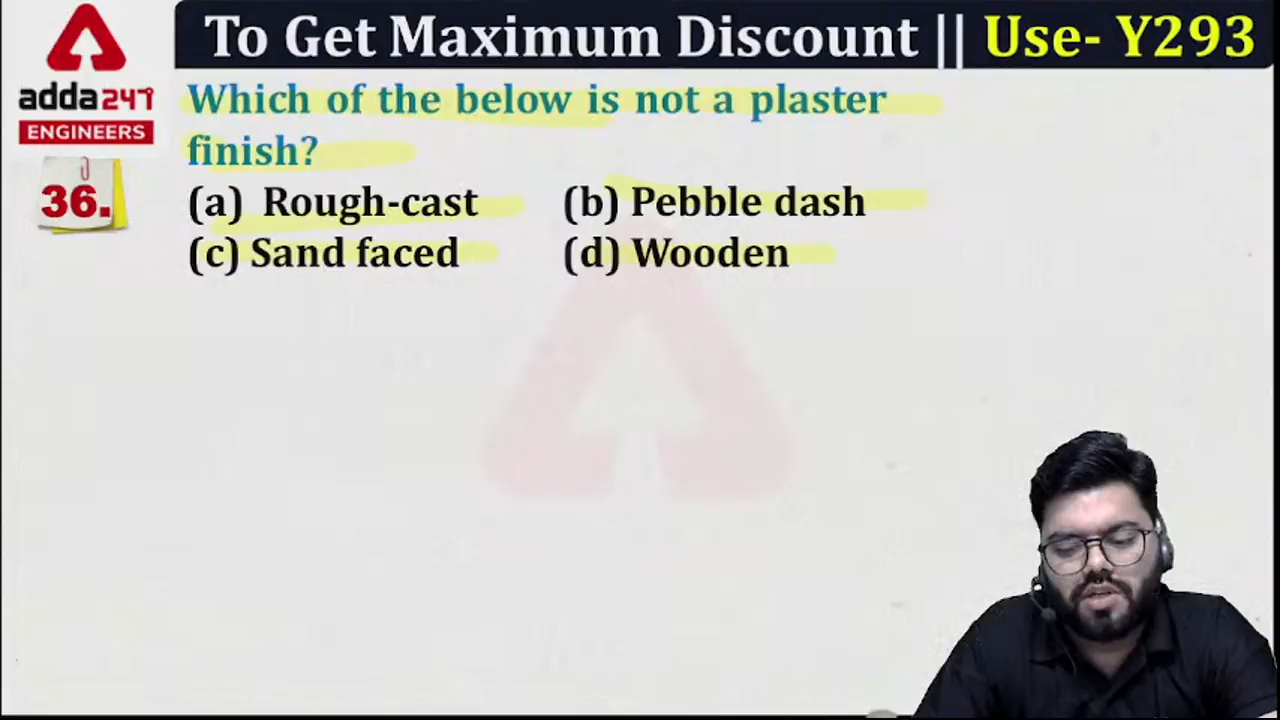 To Get Maximum Discount || Use- Y293
adda247
ENGINEERS
Which of the below is not a plaster
finish?
36.
(a) Rough-cast (b) Pebble dash
(c) Sand faced (d) Wooden